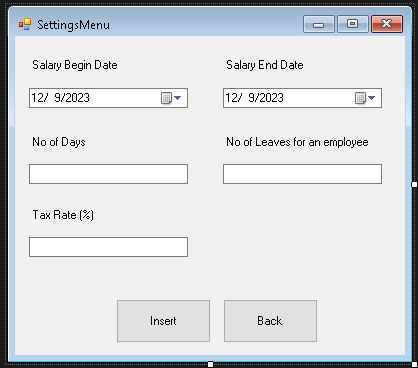 SettingsMenu
Salary Begin Date
Salary End Date
12/ 9/2023
12/ 9/2023
No of Days
No of Leaves for an employee
Tax Rate (%)
Insert
Back